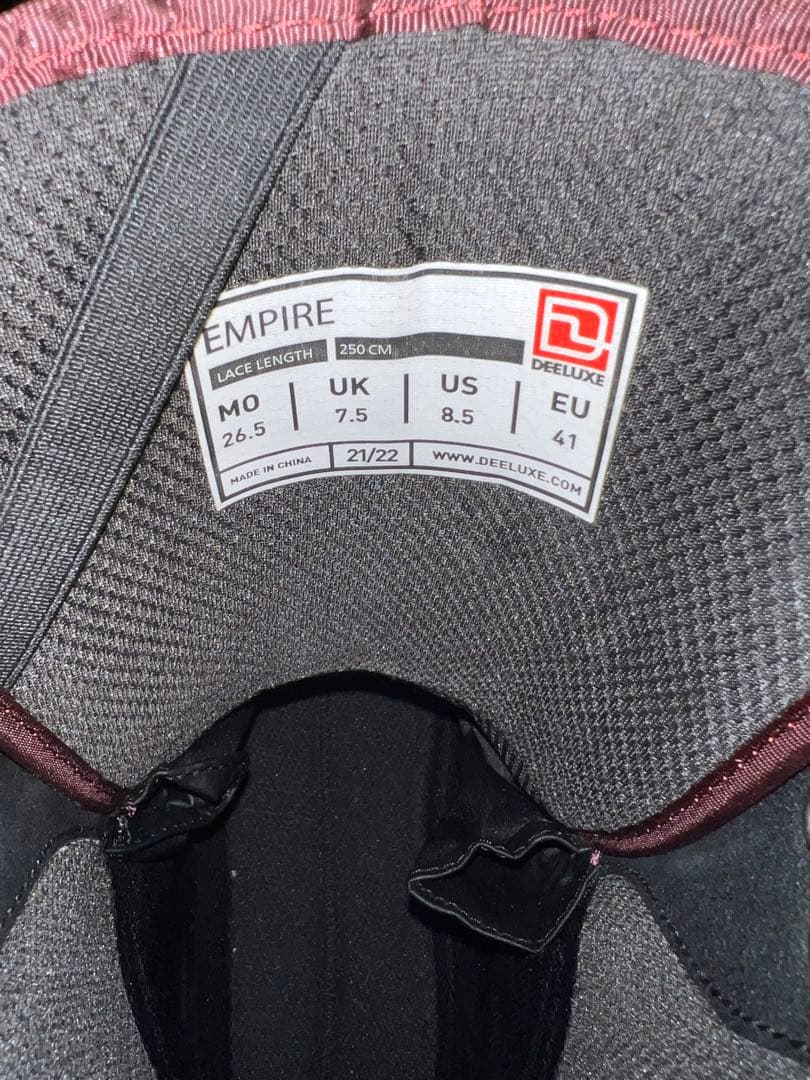 EMPIRE
LACE LENGTH 250 CM
DEELUXE
MO UK US EU
26.5 7.5 8.5 41
MADE IN CHINA 21/22 WWW.DEELUXE.COM